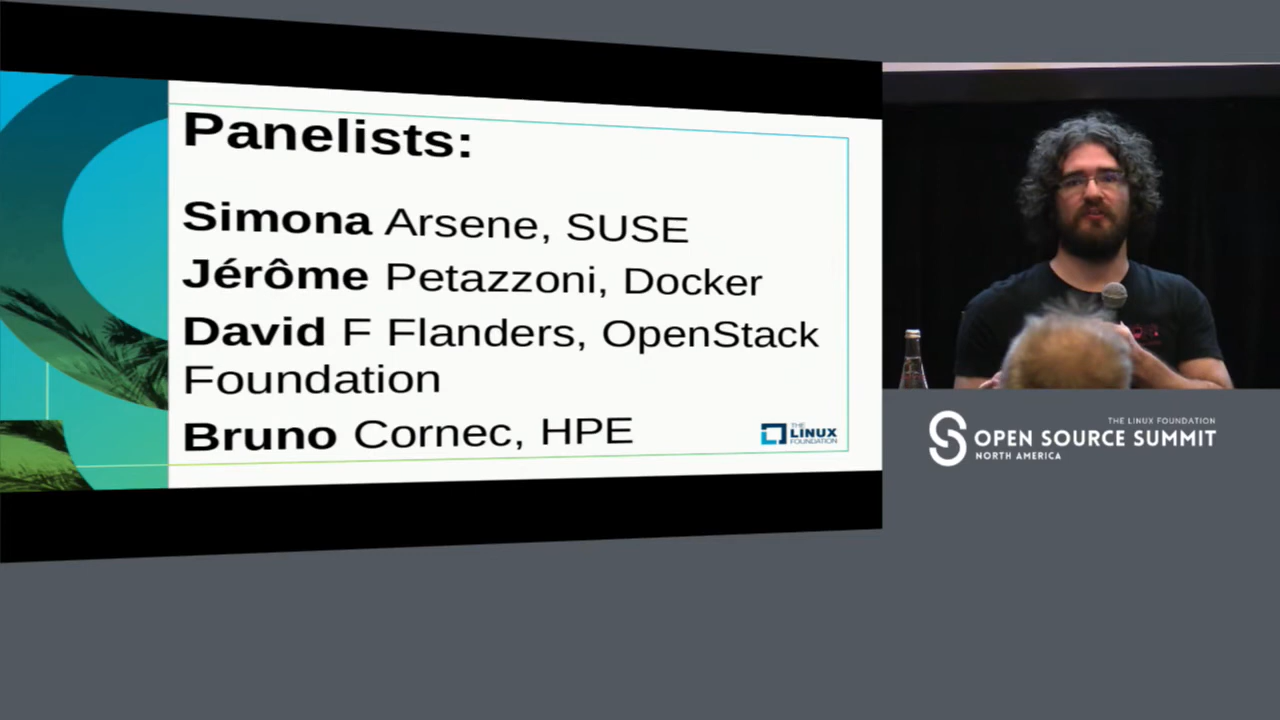 Panelists:
Simona Arsene, SUSE
Jérôme Petazzoni, Docker
David F Flanders, OpenStack
Foundation
Bruno Cornec, HPE
THE
LINUX
FOUNDATION
THE LINUX FOUNDATION
OPEN SOURCE SUMMIT
NORTH AMERICA